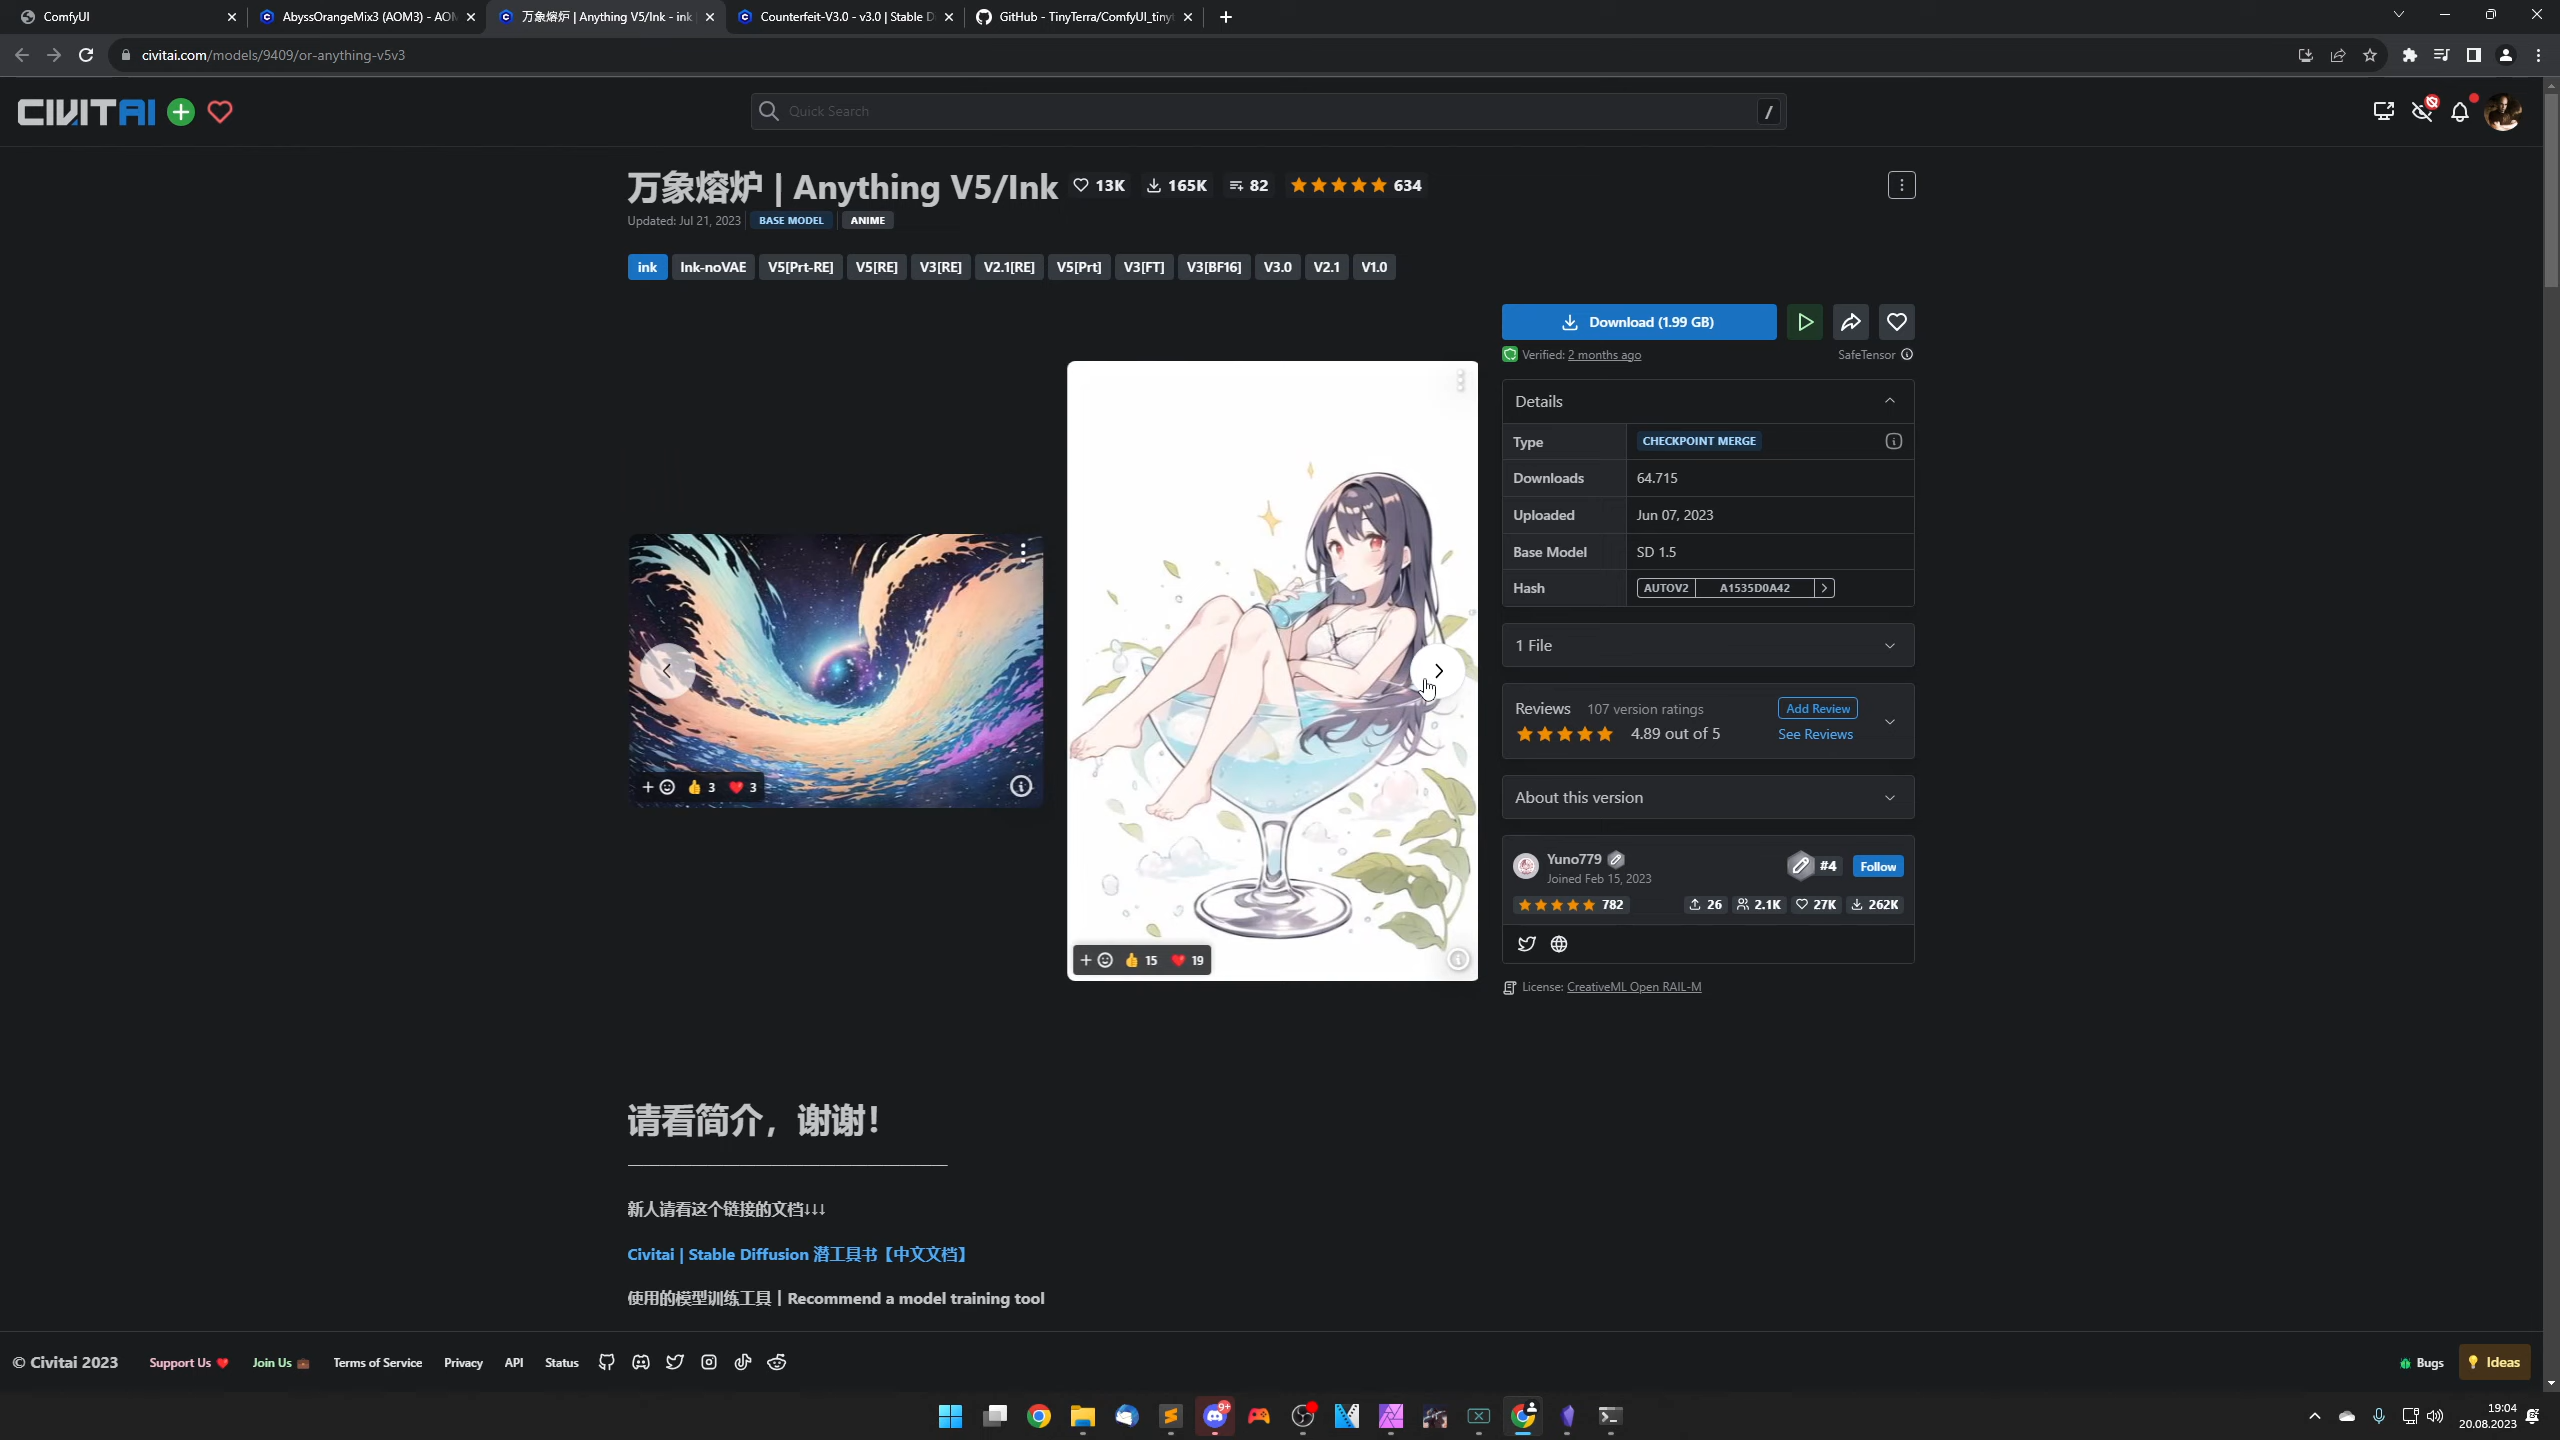 ComfyUI
AbyssOrangeMix3 (AOM3) - AOM
万象熔炉 | Anything V5/Ink - ink
Counterfeit-V3.0 - v3.0 | Stable D
GitHub - TinyTerra/ComfyUI_tinyt
civitai.com/models/9409/or-anything-v5v3
CIVITAI
Quick Search
/
万象熔炉 | Anything V5/Ink
13K
165K
82
634
Updated: Jul 21, 2023
BASE MODEL
ANIME
ink
Ink-noVAE
V5[Prt-RE]
V5[RE]
V3[RE]
V2.1[RE]
V5[Prt]
V3[FT]
V3[BF16]
V3.0
V2.1
V1.0
Download (1.99 GB)
Verified: 2 months ago
SafeTensor
Details
Type
CHECKPOINT MERGE
Downloads
64.715
Uploaded
Jun 07, 2023
Base Model
SD 1.5
Hash
AUTOV2
A1535D0A42
1 File
Reviews
107 version ratings
Add Review
4.89 out of 5
See Reviews
About this version
3
3
15
19
Yuno779
#4
Follow
Joined Feb 15, 2023
782
26
2.1K
27K
262K
License: CreativeML Open RAIL-M
请看简介，谢谢！
新人请看这个链接的文档↓↓↓
Civitai | Stable Diffusion 潜工具书【中文文档】
使用的模型训练工具 | Recommend a model training tool
© Civitai 2023
Support Us
Join Us
Terms of Service
Privacy
API
Status
Bugs
Ideas
9+
19:04
20.08.2023